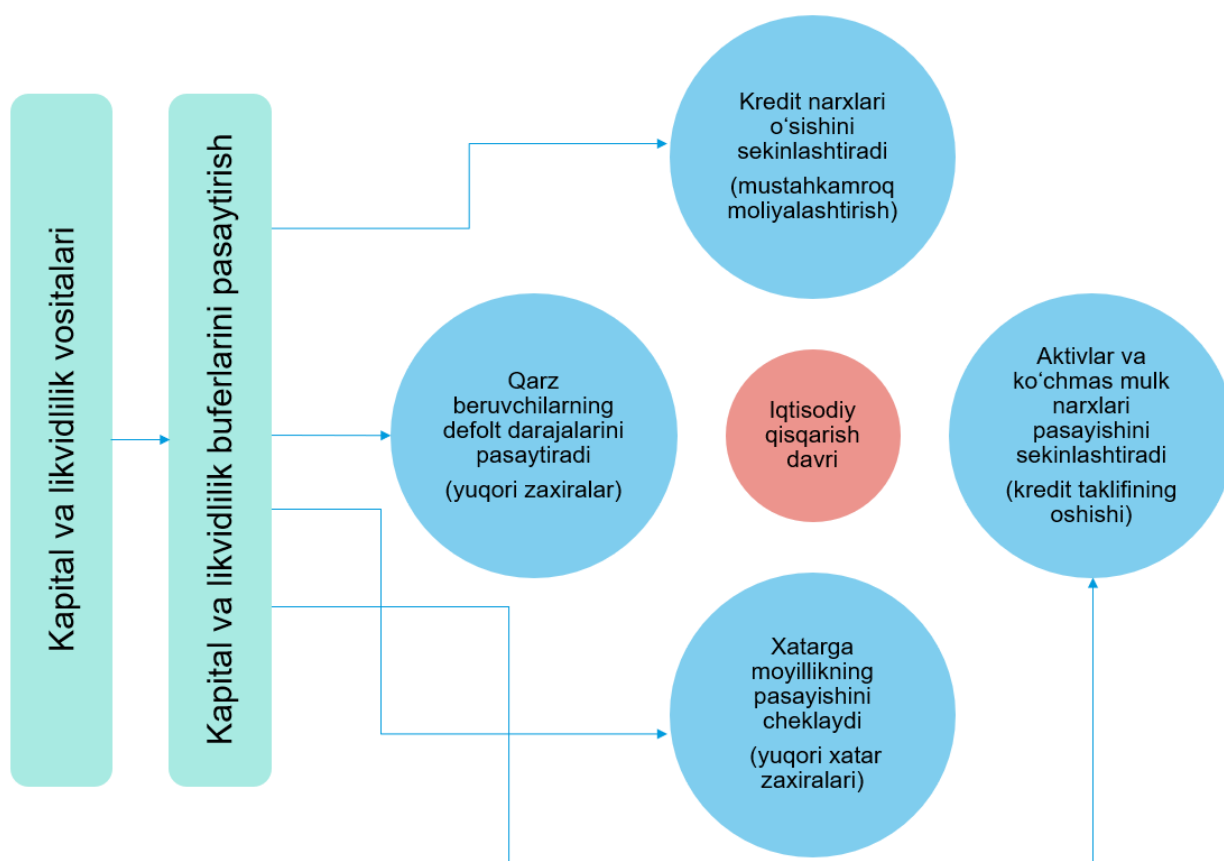 Kapital va likvidlilik vositalari
Kapital va likvidlilik buferlarini pasaytirish
Kredit narxlari
o‘sishini
sekinlashtiradi
(mustahkamroq
moliyalashtirish)
Qarz
beruvchilarning
defolt darajalarini
pasaytiradi
(yuqori zaxiralar)
Iqtisodiy
qisqarish
davri
Aktivlar va
ko‘chmas mulk
narxlari
pasayishini
sekinlashtiradi
(kredit taklifining
oshishi)
Xatarga
moyillikning
pasayishini
cheklaydi
(yuqori xatar
zaxiralari)